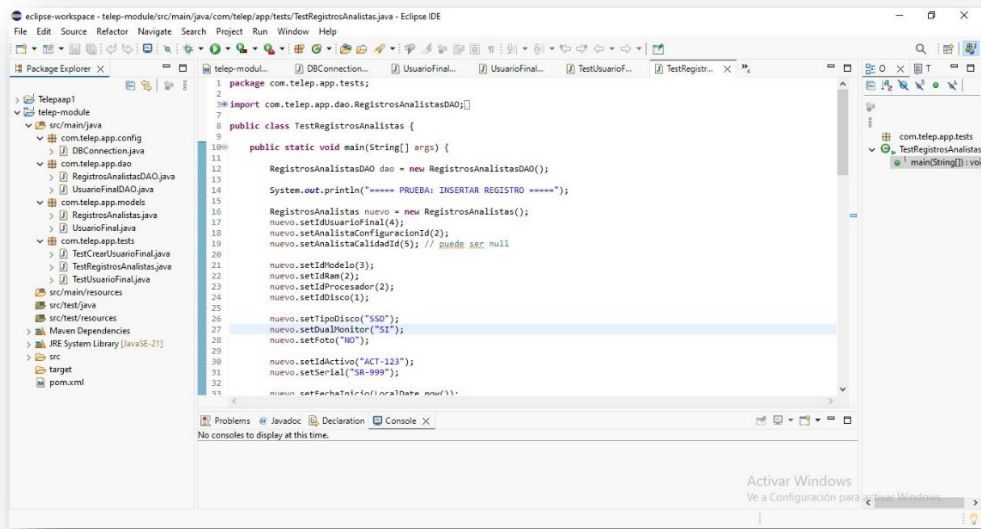 eclipse-workspace - telep-module/src/main/java/com/telep/app/tests/TestRegistrosAnalistas.java - Eclipse IDE
File Edit Source Refactor Navigate Search Project Run Window Help
Package Explorer
Telepaap1
telep-module
src/main/java
com.telep.app.config
DBConnection.java
com.telep.app.dao
RegistrosAnalistasDAO.java
UsuarioFinalDAO.java
com.telep.app.models
RegistrosAnalistas.java
UsuarioFinal.java
com.telep.app.tests
TestCrearUsuarioFinal.java
TestRegistrosAnalistas.java
TestUsuarioFinal.java
src/main/resources
src/test/java
src/test/resources
Maven Dependencies
JRE System Library [JavaSE-21]
src
target
pom.xml
telep-modul... DBConnection... UsuarioFinal... UsuarioFinal... TestUsuarioF... TestRegistr...
1 package com.telep.app.tests;
2
3 import com.telep.app.dao.RegistrosAnalistasDAO;
7
8 public class TestRegistrosAnalistas {
9
10 public static void main(String[] args) {
11
12 RegistrosAnalistasDAO dao = new RegistrosAnalistasDAO();
13
14 System.out.println("===== PRUEBA: INSERTAR REGISTRO =====");
15
16 RegistrosAnalistas nuevo = new RegistrosAnalistas();
17 nuevo.setIdUsuarioFinal(4);
18 nuevo.setAnalistaConfiguracionId(2);
19 nuevo.setAnalistaCalidadId(5); // puede ser null
20
21 nuevo.setIdModelo(3);
22 nuevo.setIdRam(2);
23 nuevo.setIdProcesador(2);
24 nuevo.setIdDisco(1);
25
26 nuevo.setTipoDisco("SSD");
27 nuevo.setDualMonitor("SI");
28 nuevo.setFoto("NO");
29
30 nuevo.setIdActivo("ACT-123");
31 nuevo.setSerial("SR-999");
32
33 nuevo.setFechaInicio(LocalDate.now());
Problems Javadoc Declaration Console
No consoles to display at this time.
O T
com.telep.app.tests
TestRegistrosAnalistas
main(String[]) : voi
Activar Windows
Ve a Configuración para activar Windows.